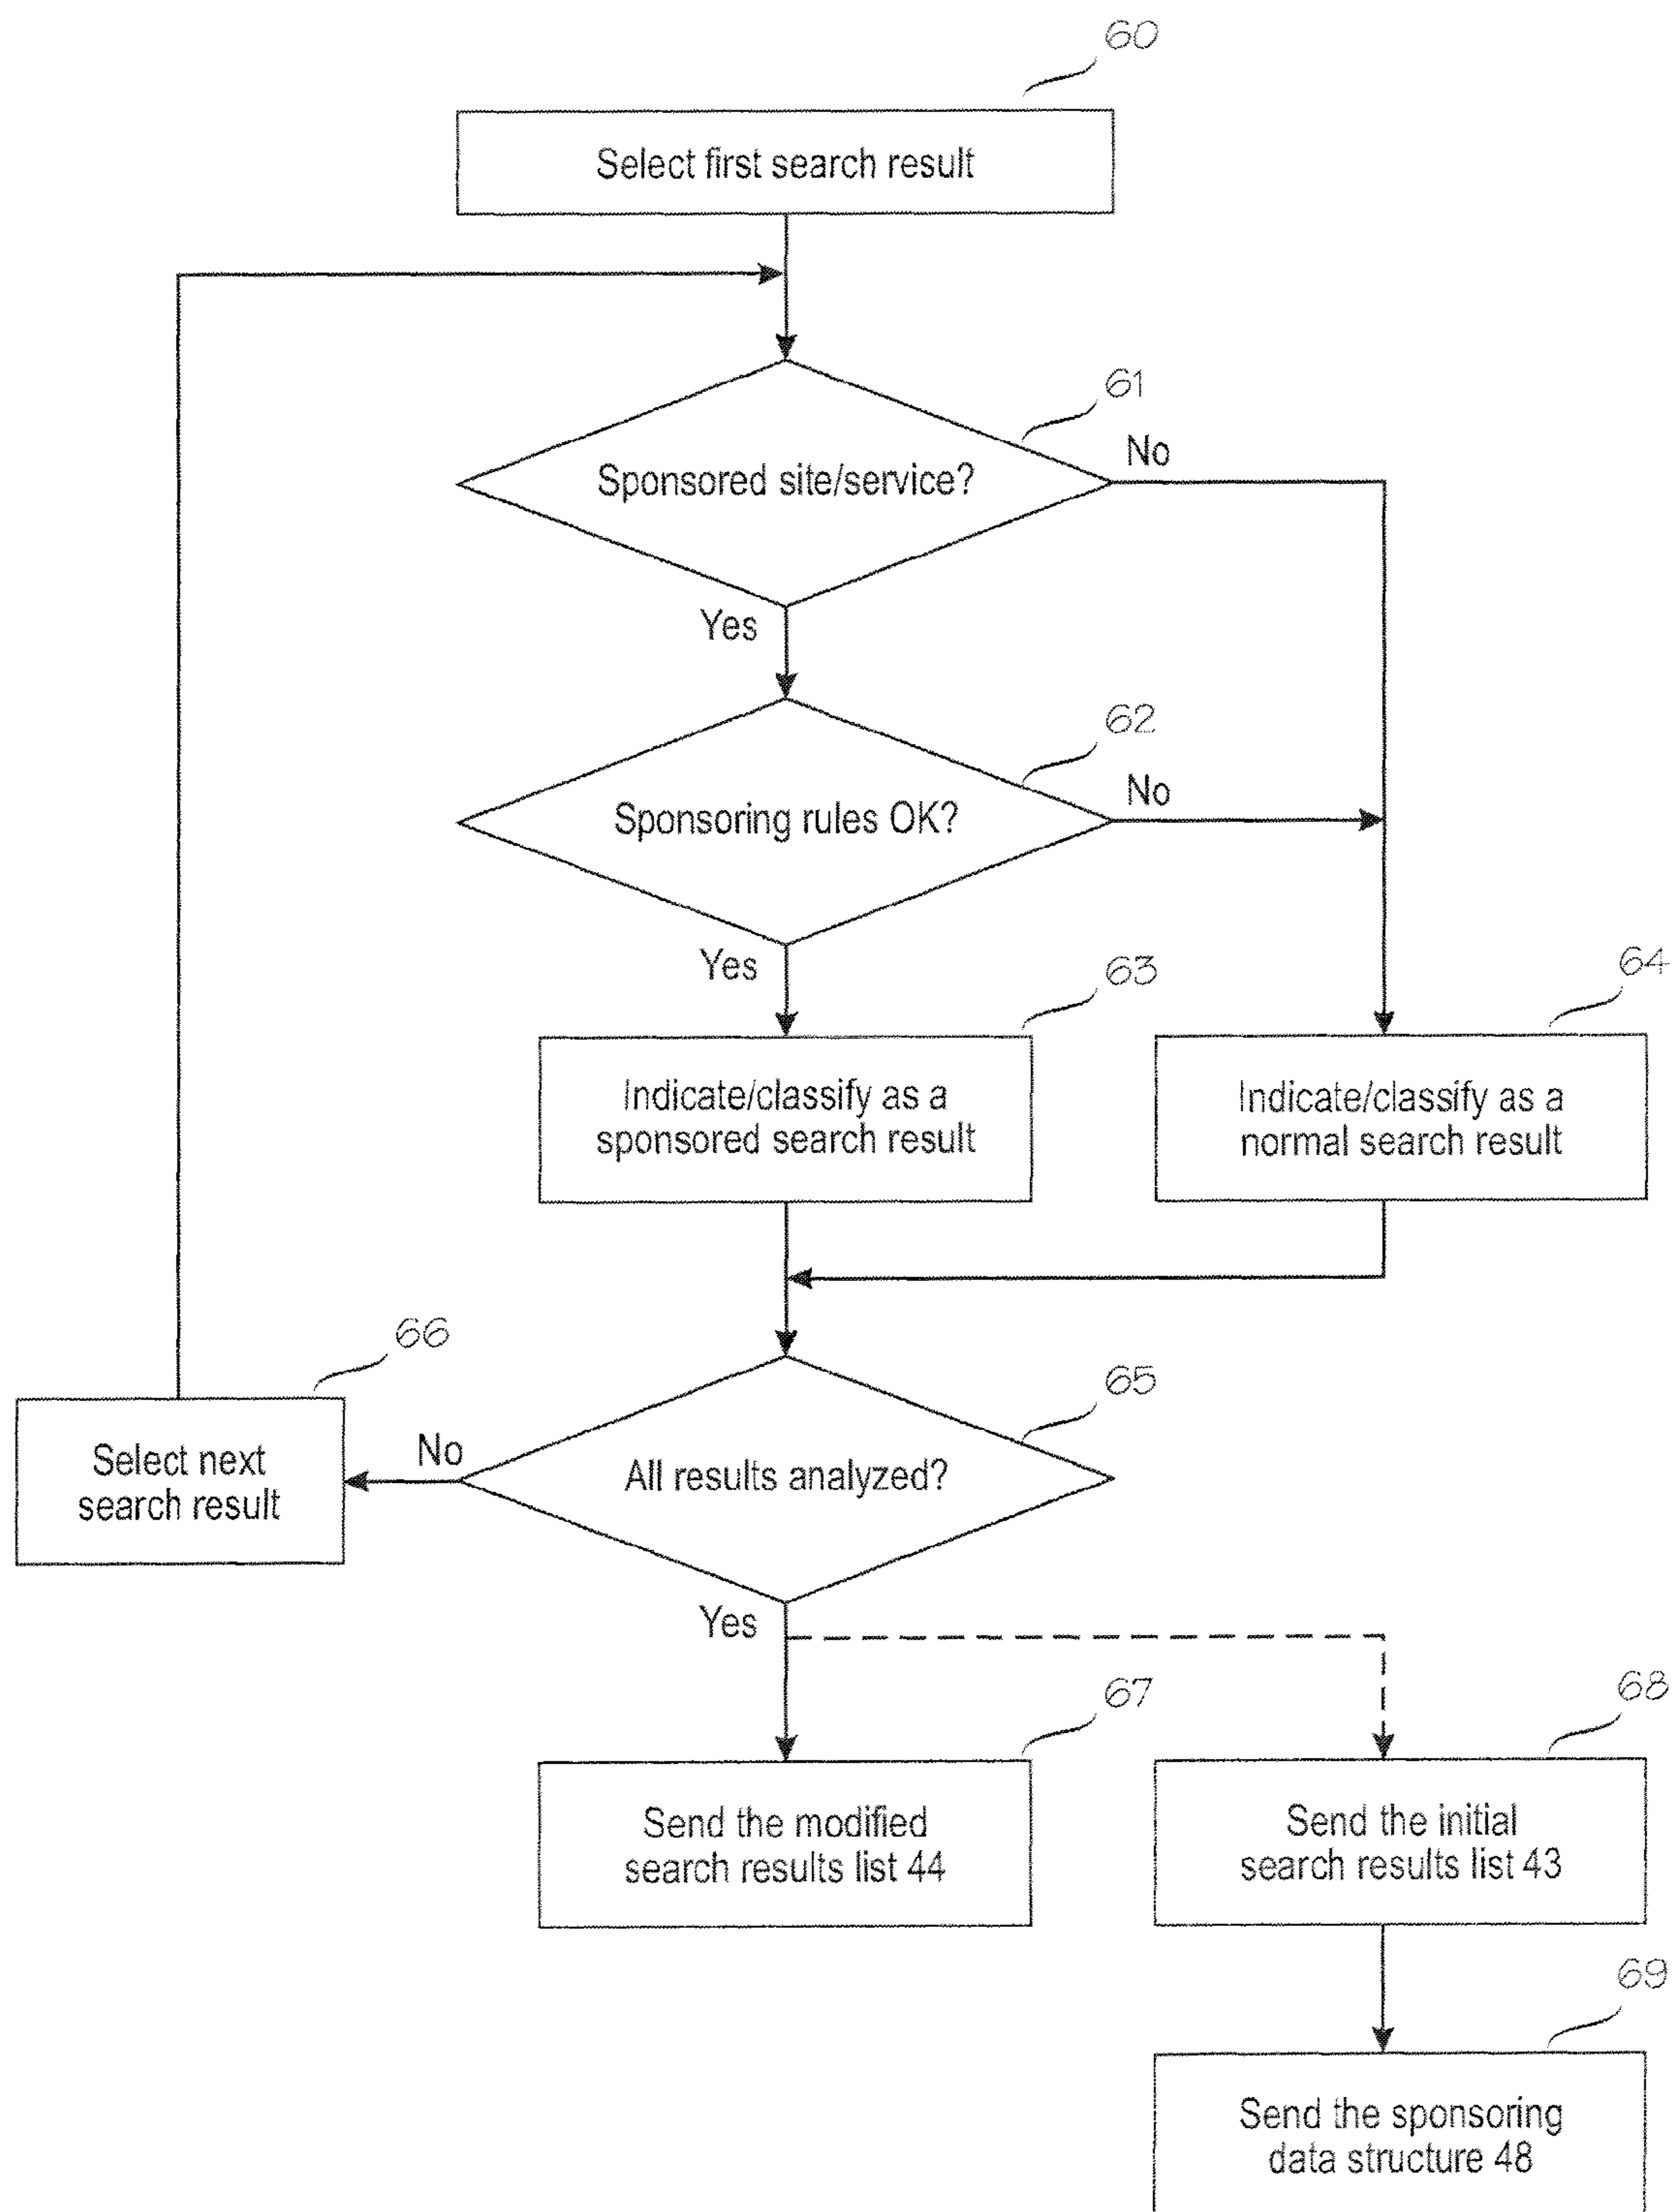 60
Select first search result
61
No
Sponsored site/service?
Yes
62
No
Sponsoring rules OK?
Yes
63
64
Indicate/classify as a
sponsored search result
Indicate/classify as a
normal search result
66
65
Select next
search result
No
All results analyzed?
Yes
67
68
Send the modified
search results list 44
Send the initial
search results list 43
69
Send the sponsoring
data structure 48